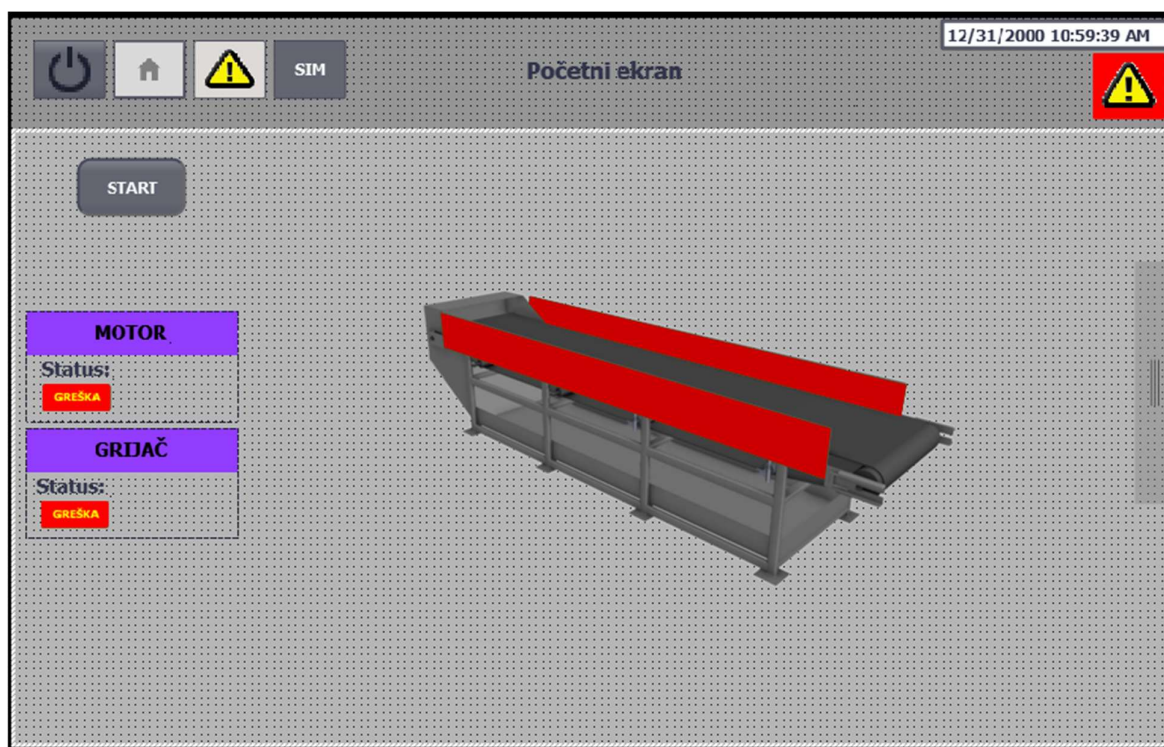 12/31/2000 10:59:39 AM
SIM
Početni ekran
START
MOTOR
Status:
GREŠKA
GRIJAČ
Status:
GREŠKA